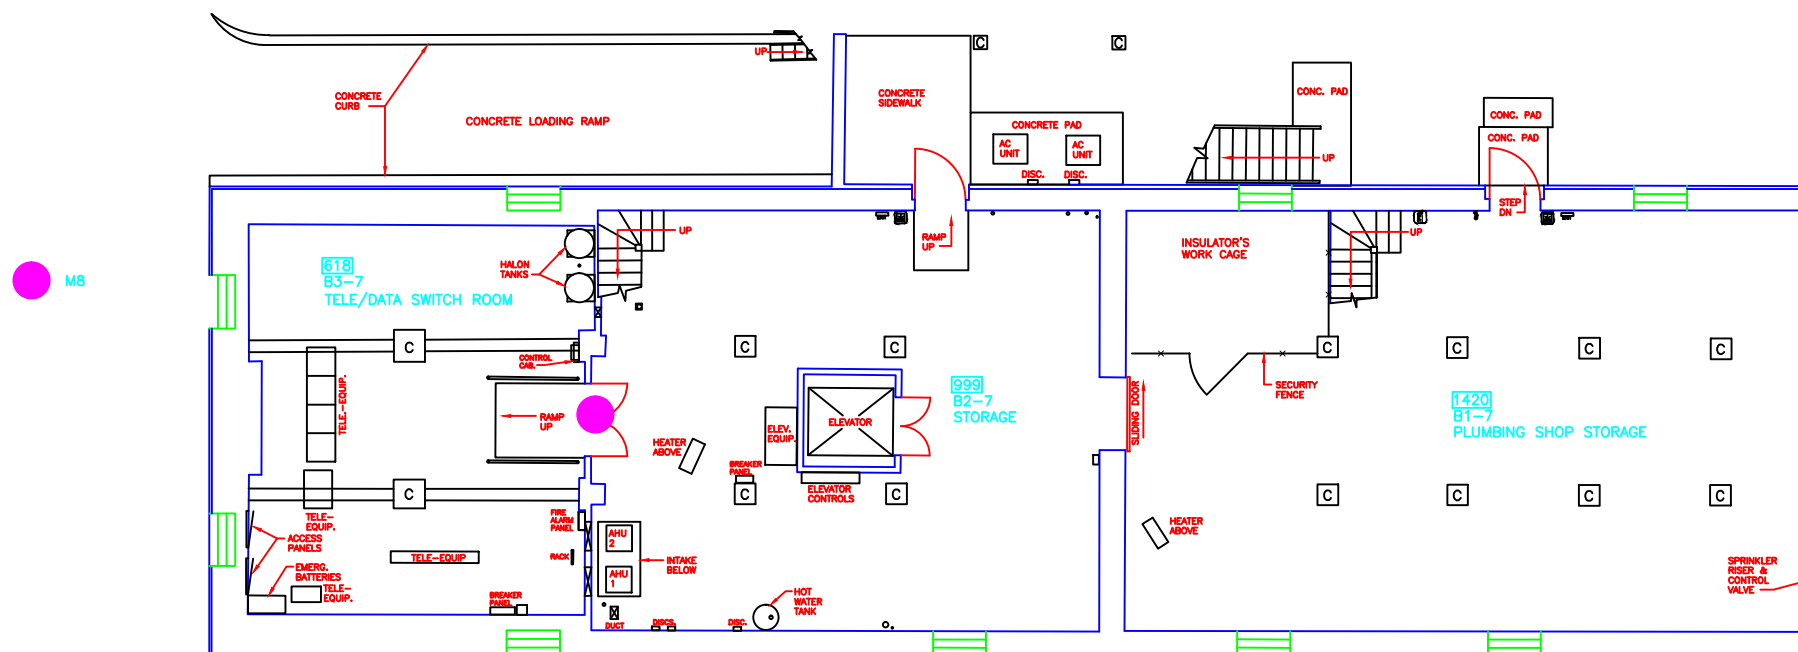 UP
C
C
CONCRETE
CURB
CONCRETE LOADING RAMP
CONCRETE
SIDEWALK
CONCRETE PAD
AC
UNIT
AC
UNIT
DISC.
DISC.
CONC. PAD
UP
CONC. PAD
CONC. PAD
STEP
DN
M8
618
B3-7
TELE/DATA SWITCH ROOM
HALON
TANKS
UP
RAMP
UP
INSULATOR'S
WORK CAGE
UP
C
CONTROL
CAB.
TELE.-EQUIP.
RAMP
UP
C
C
HEATER
ABOVE
ELEV.
EQUIP.
ELEVATOR
BREAKER
PANEL
C
ELEVATOR
CONTROLS
C
999
B2-7
STORAGE
SLIDING DOOR
SECURITY
FENCE
C
C
C
C
1420
B1-7
PLUMBING SHOP STORAGE
C
C
C
C
HEATER
ABOVE
C
TELE-
EQUIP.
ACCESS
PANELS
EMERG.
BATTERIES
TELE-
EQUIP.
TELE-EQUIP
FIRE
ALARM
PANEL
RACK
BREAKER
PANEL
AHU
2
AHU
1
INTAKE
BELOW
DUCT
DISCS.
DISC.
HOT
WATER
TANK
SPRINKLER
RISER &
CONTROL
VALVE